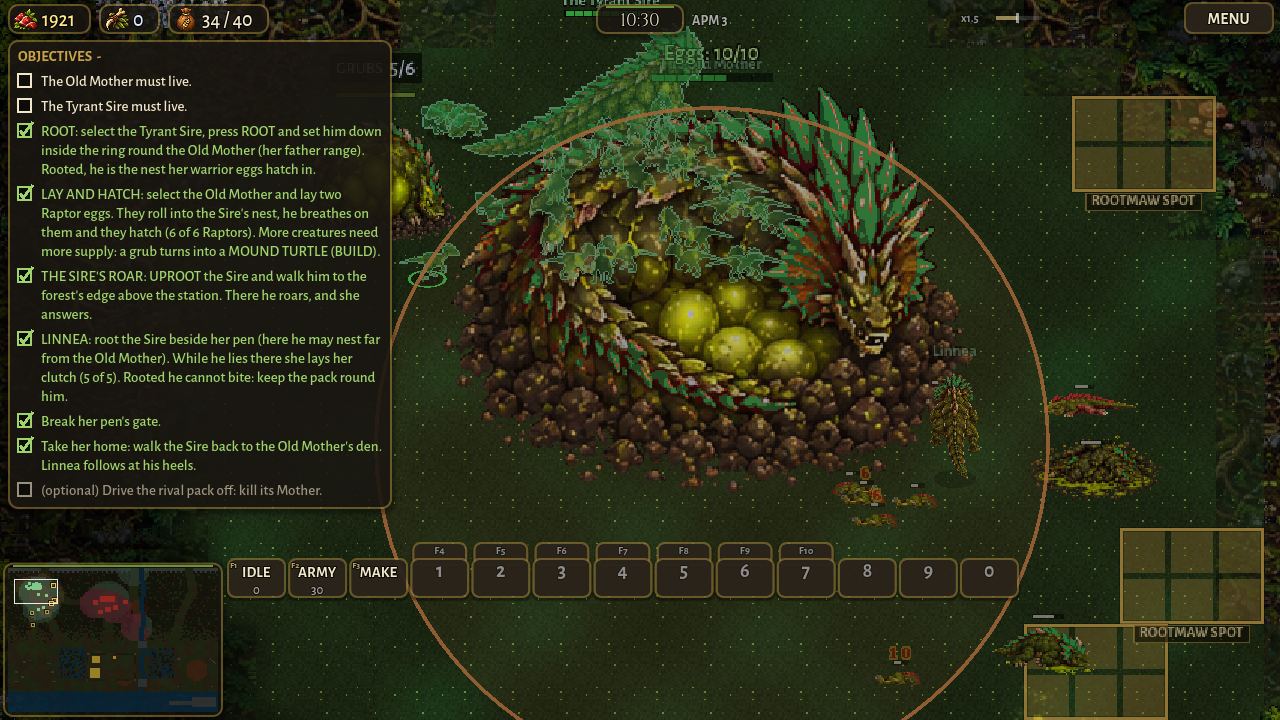 1921
0
34 / 40
The Tyrant Sire
10:30
APM 3
x1.5
MENU
OBJECTIVES -
The Old Mother must live.
The Tyrant Sire must live.
ROOT: select the Tyrant Sire, press ROOT and set him down
inside the ring round the Old Mother (her father range).
Rooted, he is the nest her warrior eggs hatch in.
LAY AND HATCH: select the Old Mother and lay two
Raptor eggs. They roll into the Sire's nest, he breathes on
them and they hatch (6 of 6 Raptors). More creatures need
more supply: a grub turns into a MOUND TURTLE (BUILD).
THE SIRE'S ROAR: UPROOT the Sire and walk him to the
forest's edge above the station. There he roars, and she
answers.
LINNEA: root the Sire beside her pen (here he may nest far
from the Old Mother). While he lies there she lays her
clutch (5 of 5). Rooted he cannot bite: keep the pack round
him.
Break her pen's gate.
Take her home: walk the Sire back to the Old Mother's den.
Linnea follows at his heels.
(optional) Drive the rival pack off: kill its Mother.
GRUBS 5/6
Eggs: 10/10
Mother
ROOTMAW SPOT
Linnea
6
6
10
ROOTMAW SPOT
F1 IDLE 0
F2 ARMY 30
F3 MAKE
F4 1
F5 2
F6 3
F7 4
F8 5
F9 6
F10 7
8
9
0